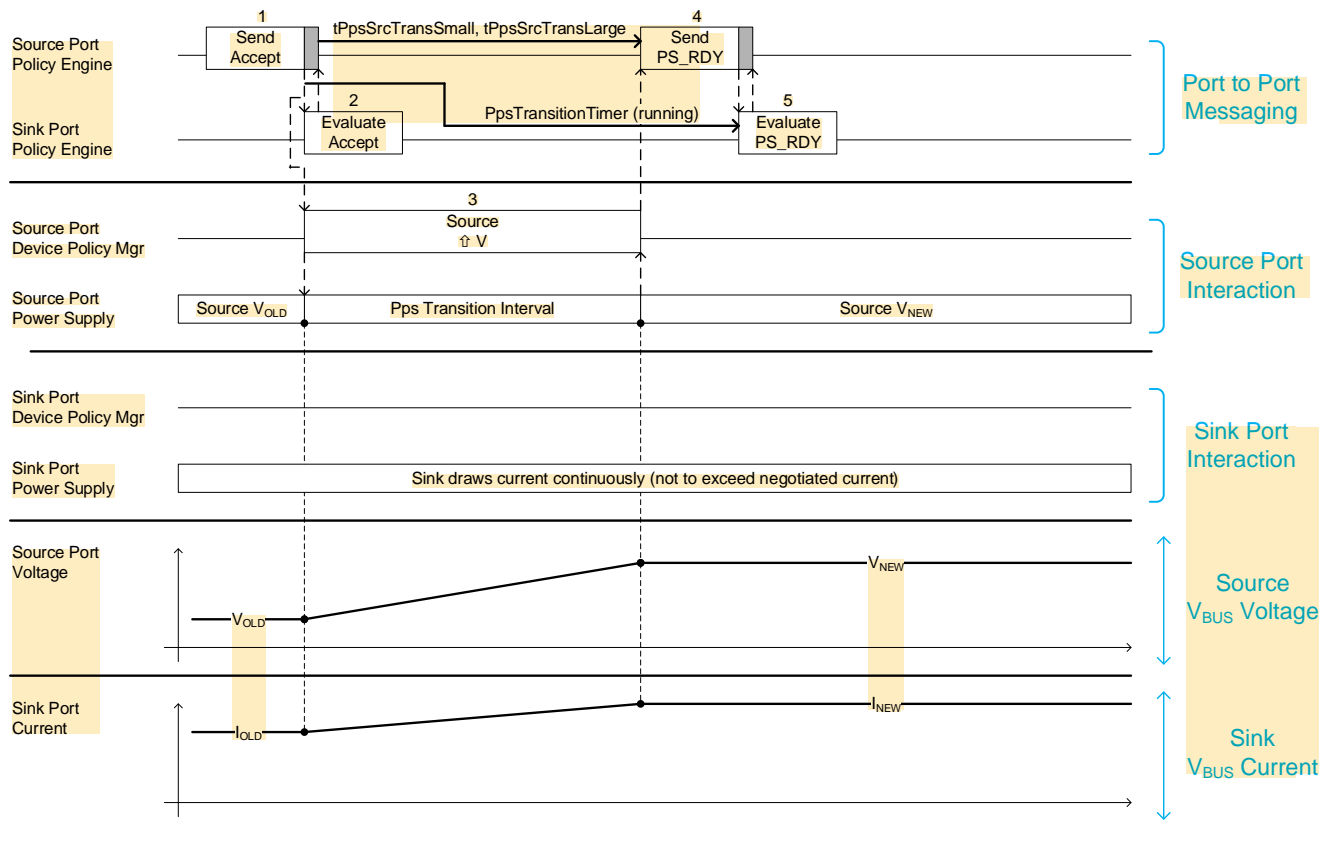 1
4
tPpsSrcTransSmall, tPpsSrcTransLarge
Source Port
Policy Engine
Send
Accept
Send
PS_RDY
Port to Port
Messaging
2
5
PpsTransitionTimer (running)
Sink Port
Policy Engine
Evaluate
Accept
Evaluate
PS_RDY
3
Source Port
Device Policy Mgr
Source
⇧ V
Source Port
Interaction
Source Port
Power Supply
Source VOLD
Pps Transition Interval
Source VNEW
Sink Port
Device Policy Mgr
Sink Port
Interaction
Sink Port
Power Supply
Sink draws current continuously (not to exceed negotiated current)
Source Port
Voltage
VOLD
VNEW
Source
VBUS Voltage
Sink Port
Current
IOLD
INEW
Sink
VBUS Current